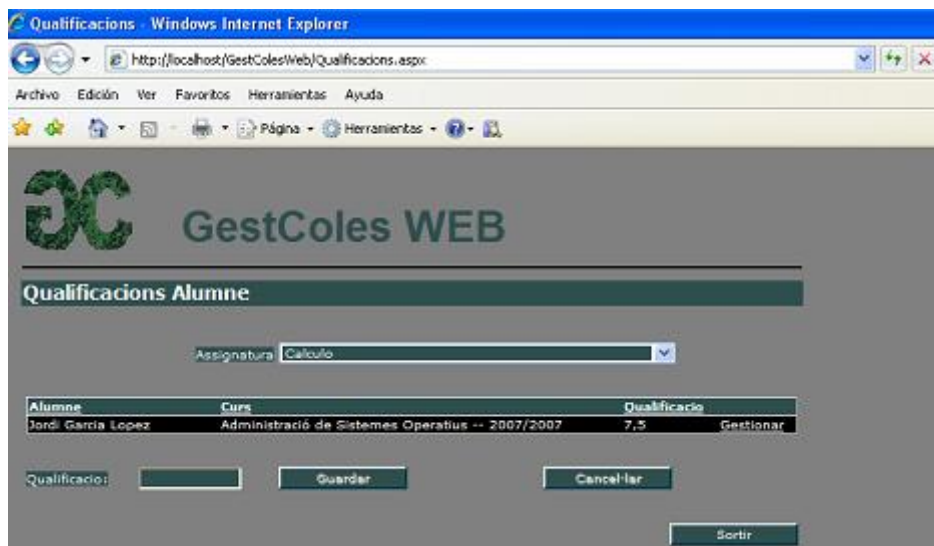 Qualificacions - Windows Internet Explorer
http://localhost/GestColesWeb/Qualificacions.aspx
Archivo Edición Ver Favoritos Herramientas Ayuda
Página Herramientas
GC GestColes WEB
Qualificacions Alumne
Assignatura Calculo
Alumne Curs Qualificacio
Jordi Garcia Lopez Administració de Sistemes Operatius -- 2007/2007 7,5 Gestionar
Qualificacio: Guardar Cancel·lar
Sortir